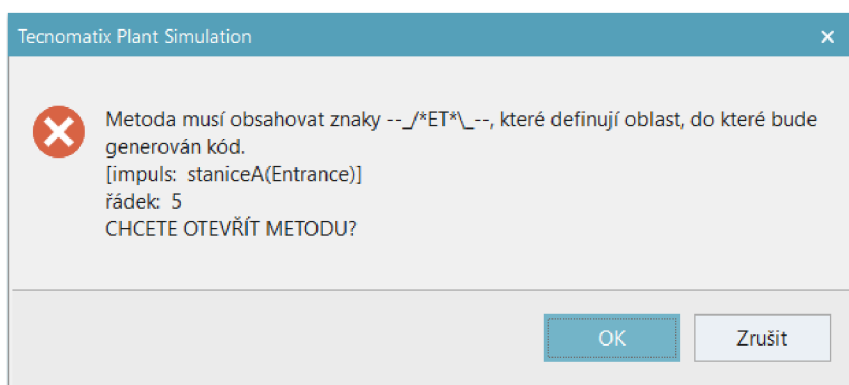 Tecnomatix Plant Simulation
Metoda musí obsahovat znaky --_/*ET*\_--, které definují oblast, do které bude
generován kód.
[impuls: staniceA(Entrance)]
řádek: 5
CHCETE OTEVŘÍT METODU?
OK
Zrušit